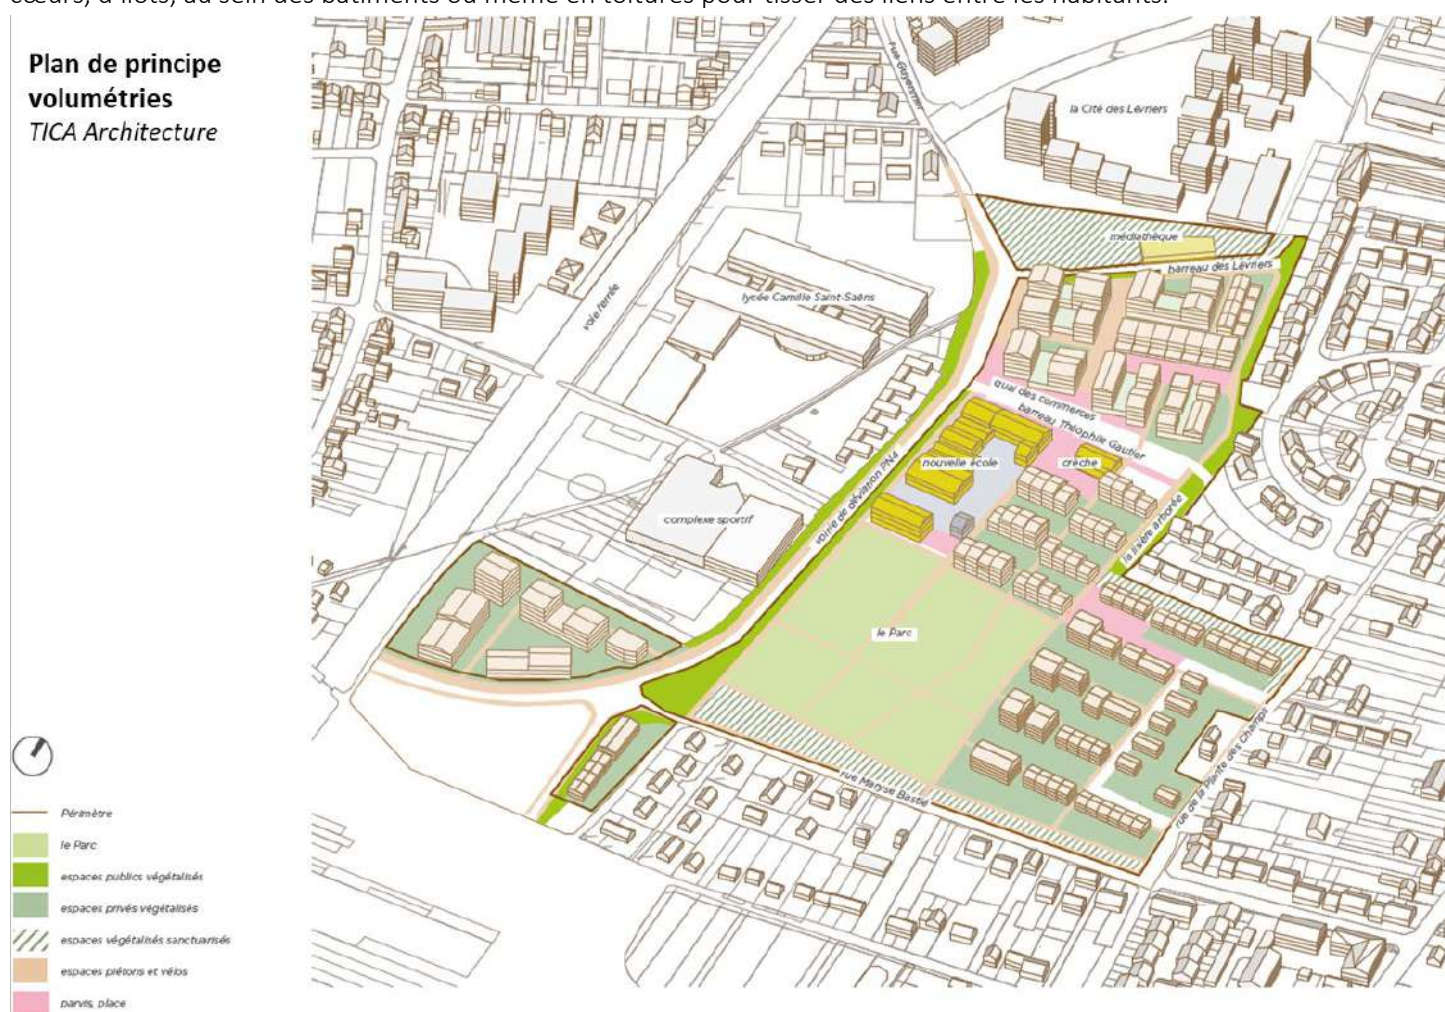 cœurs, d'îlots, au sein des bâtiments ou même en toitures pour tisser des liens entre les habitants.
Plan de principe
volumétries
TICA Architecture
rue Guynemer
la Cité des Lévriers
médiathèque
barreau des Lévriers
voie ferrée
lycée Camille Saint-Saëns
quai des commerces
barreau Théophile Gautier
nouvelle école
crèche
complexe sportif
voirie de déviation PN4
la lisière arborée
le Parc
rue Maryse Bastié
rue de la Plante des Champs
Périmètre
le Parc
espaces publics végétalisés
espaces privés végétalisés
espaces végétalisés sanctuarisés
espaces piétons et vélos
parvis, place